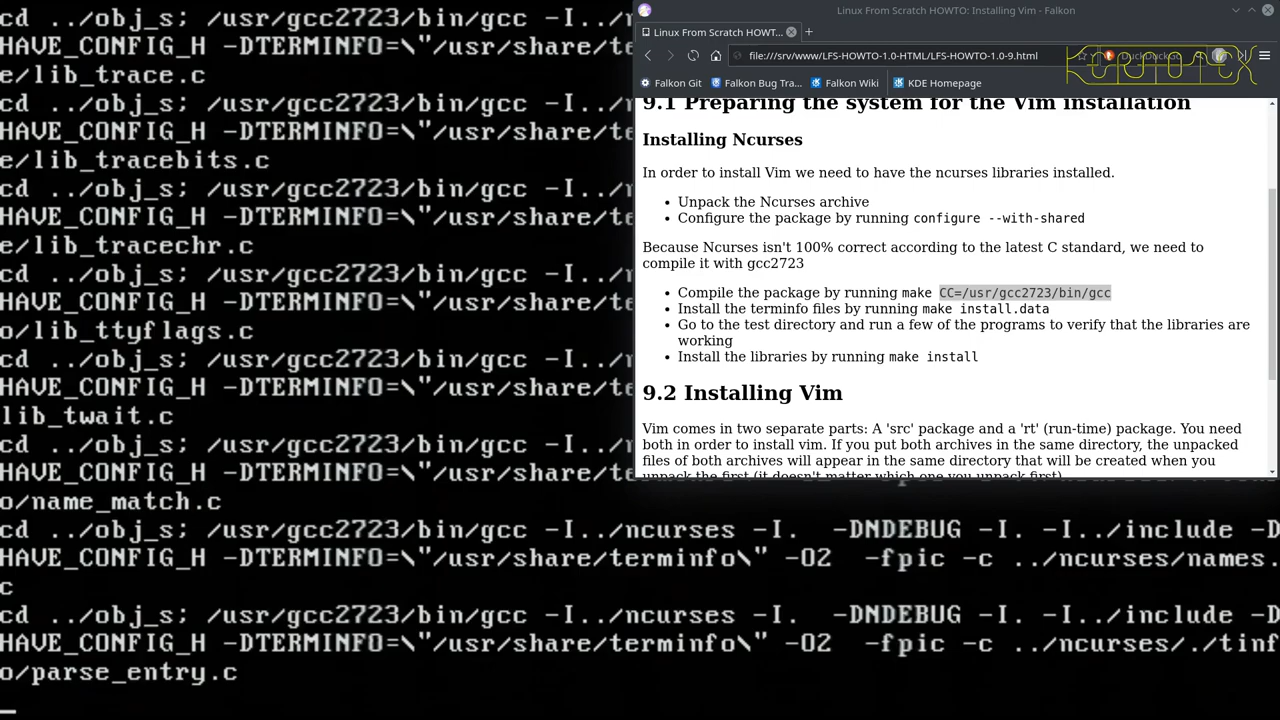 cd ../obj_s; /usr/gcc2723/bin/gcc -I../
HAVE_CONFIG_H -DTERMINFO=\"/usr/share/te
e/lib_trace.c
cd ../obj_s; /usr/gcc2723/bin/gcc -I../
HAVE_CONFIG_H -DTERMINFO=\"/usr/share/te
e/lib_tracebits.c
cd ../obj_s; /usr/gcc2723/bin/gcc -I../
HAVE_CONFIG_H -DTERMINFO=\"/usr/share/te
e/lib_tracechr.c
cd ../obj_s; /usr/gcc2723/bin/gcc -I../
HAVE_CONFIG_H -DTERMINFO=\"/usr/share/te
o/lib_ttyflags.c
cd ../obj_s; /usr/gcc2723/bin/gcc -I../
HAVE_CONFIG_H -DTERMINFO=\"/usr/share/te
lib_twait.c
cd ../obj_s; /usr/gcc2723/bin/gcc -I../
HAVE_CONFIG_H -DTERMINFO=\"/usr/share/te
o/name_match.c
cd ../obj_s; /usr/gcc2723/bin/gcc -I../ncurses -I. -DNDEBUG -I. -I../include -D
HAVE_CONFIG_H -DTERMINFO=\"/usr/share/terminfo\" -O2 -fpic -c ../ncurses/names.
c
cd ../obj_s; /usr/gcc2723/bin/gcc -I../ncurses -I. -DNDEBUG -I. -I../include -D
HAVE_CONFIG_H -DTERMINFO=\"/usr/share/terminfo\" -O2 -fpic -c ../ncurses/./tinf
o/parse_entry.c
Linux From Scratch HOWTO: Installing Vim - Falkon
Linux From Scratch HOWT...
file:///srv/www/LFS-HOWTO-1.0-HTML/LFS-HOWTO-1.0-9.html
DuckDuckGo
Falkon Git
Falkon Bug Tra...
Falkon Wiki
KDE Homepage
9.1 Preparing the system for the Vim installation
Installing Ncurses
In order to install Vim we need to have the ncurses libraries installed.
• Unpack the Ncurses archive
• Configure the package by running configure --with-shared
Because Ncurses isn't 100% correct according to the latest C standard, we need to
compile it with gcc2723
• Compile the package by running make CC=/usr/gcc2723/bin/gcc
• Install the terminfo files by running make install.data
• Go to the test directory and run a few of the programs to verify that the libraries are
working
• Install the libraries by running make install
9.2 Installing Vim
Vim comes in two separate parts: A 'src' package and a 'rt' (run-time) package. You need
both in order to install vim. If you put both archives in the same directory, the unpacked
files of both archives will appear in the same directory that will be created when you
unpack the first (it doesn't matter which one you unpack first)